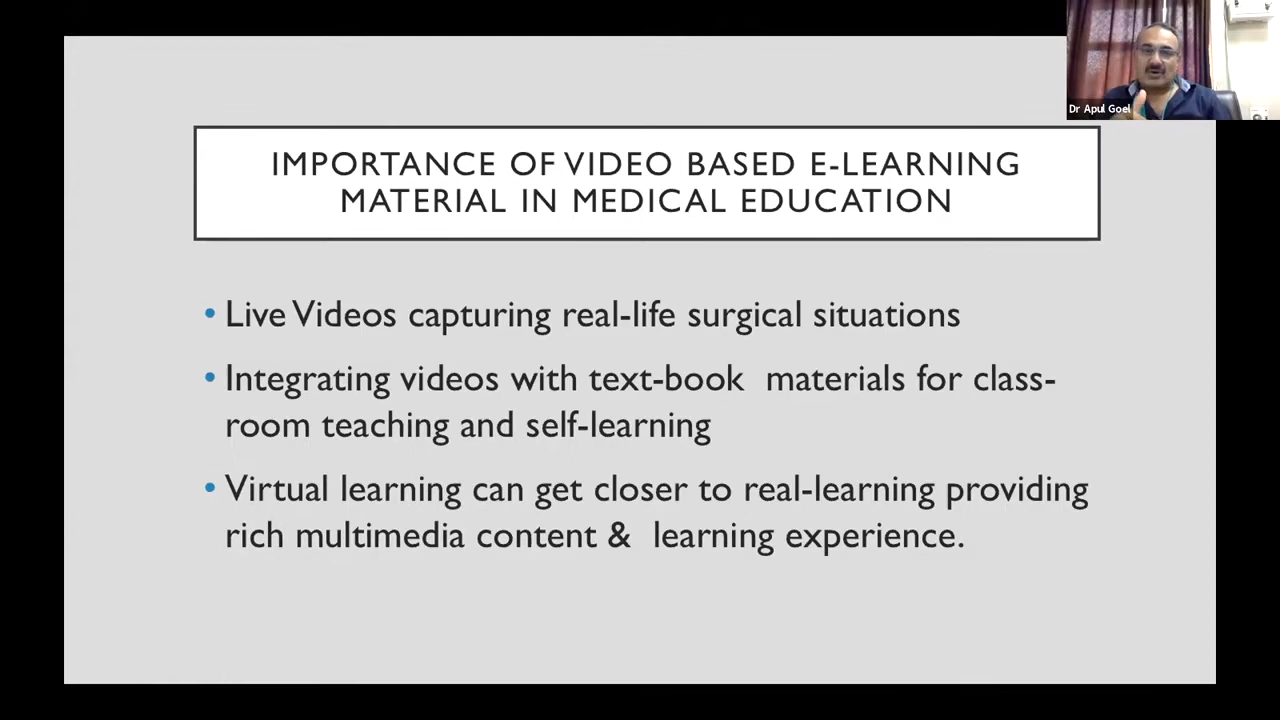 Dr Apul Goel
IMPORTANCE OF VIDEO BASED E-LEARNING
MATERIAL IN MEDICAL EDUCATION
• Live Videos capturing real-life surgical situations
• Integrating videos with text-book materials for class-
room teaching and self-learning
• Virtual learning can get closer to real-learning providing
rich multimedia content & learning experience.